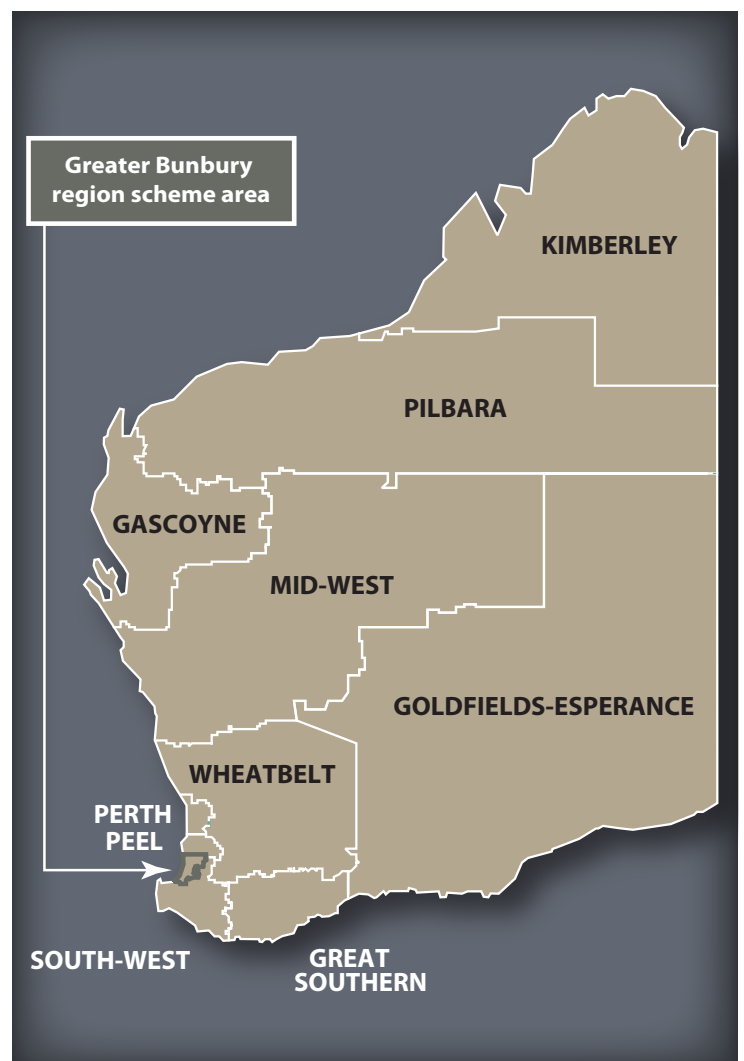 Greater Bunbury
region scheme area
KIMBERLEY
PILBARA
GASCOYNE
MID-WEST
GOLDFIELDS-ESPERANCE
WHEATBELT
PERTH
PEEL
SOUTH-WEST
GREAT
SOUTHERN